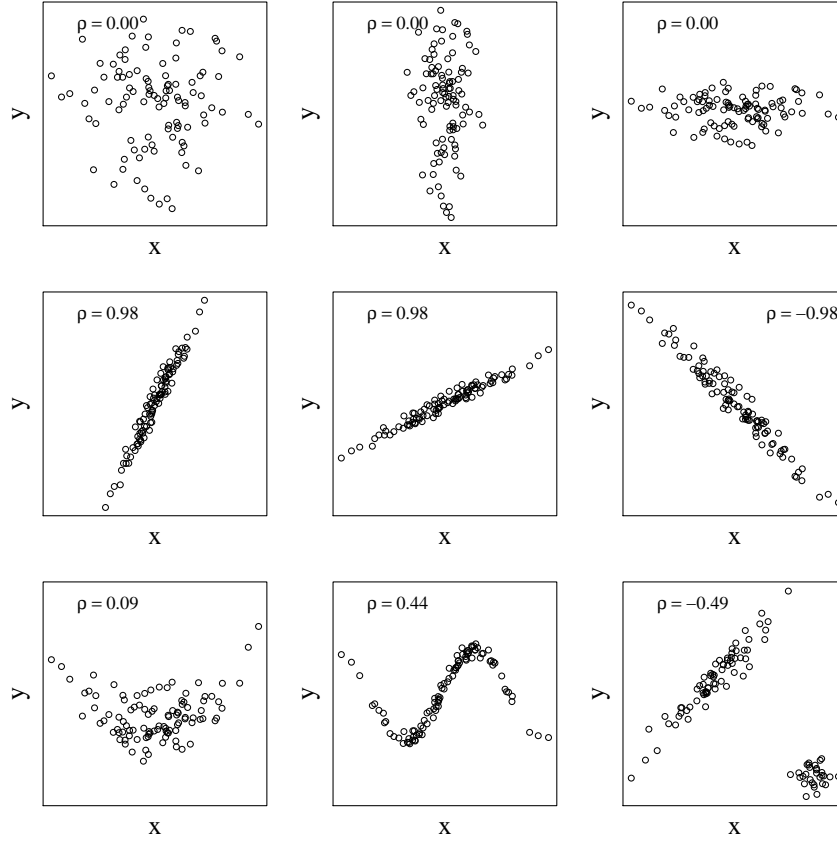 ρ = 0.00
ρ = 0.00
ρ = 0.00
y
y
y
x
x
x
ρ = 0.98
ρ = 0.98
ρ = −0.98
y
y
y
x
x
x
ρ = 0.09
ρ = 0.44
ρ = −0.49
y
y
y
x
x
x